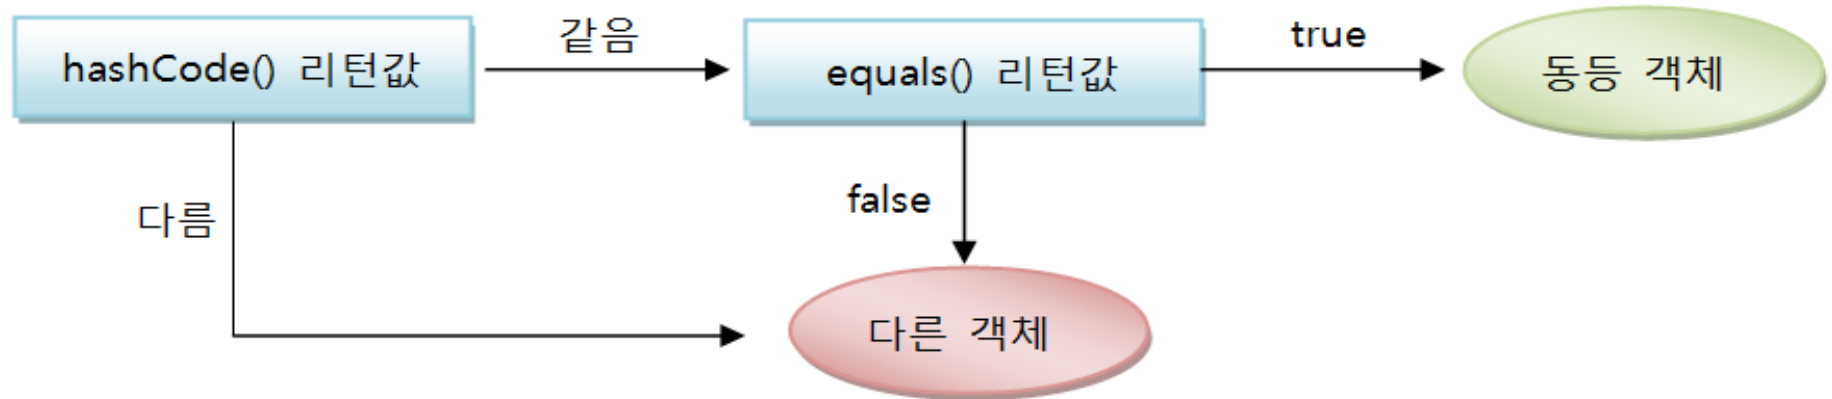 hashCode() 리턴값
같음
equals() 리턴값
true
동등 객체
다름
false
다른 객체